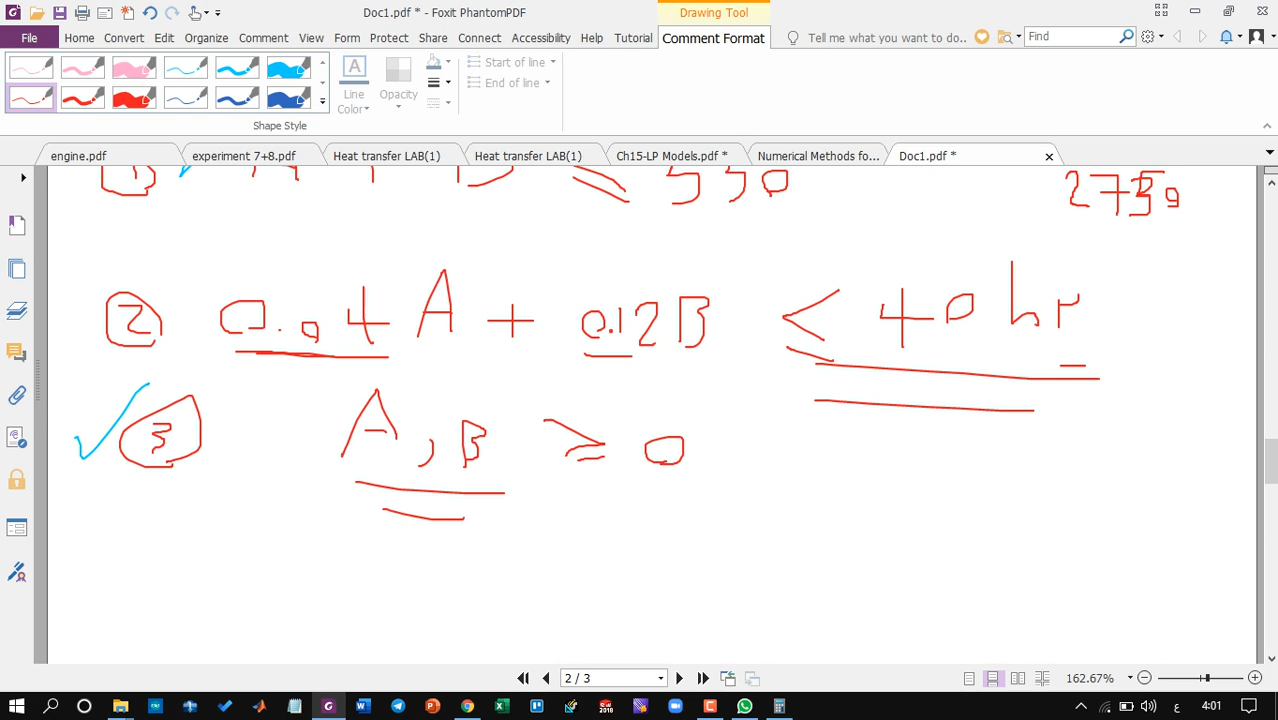 Doc1.pdf * - Foxit PhantomPDF
Drawing Tool
File Home Convert Edit Organize Comment View Form Protect Share Connect Accessibility Help Tutorial Comment Format Tell me what you want to do.. Find
Line Color Opacity Start of line
End of line
Shape Style
engine.pdf experiment 7+8.pdf Heat transfer LAB(1) Heat transfer LAB(1) Ch15-LP Models.pdf * Numerical Methods fo... Doc1.pdf *
② 0.04 A + 0.12 B ≤ 40 hr
③ A, B ≥ 0
2 / 3 162.67%
ع 4:01